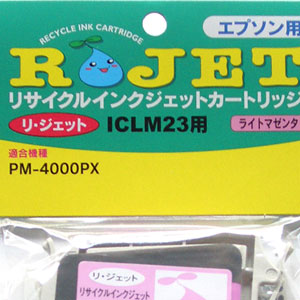 RECYCLE INK CARTRIDGE
エプソン用
RJET
リサイクルインクジェットカートリッジ
リ・ジェット ICLM23用 ライトマゼンタ
適合機種
PM-4000PX
リ・ジェット
リサイクルインクジェット